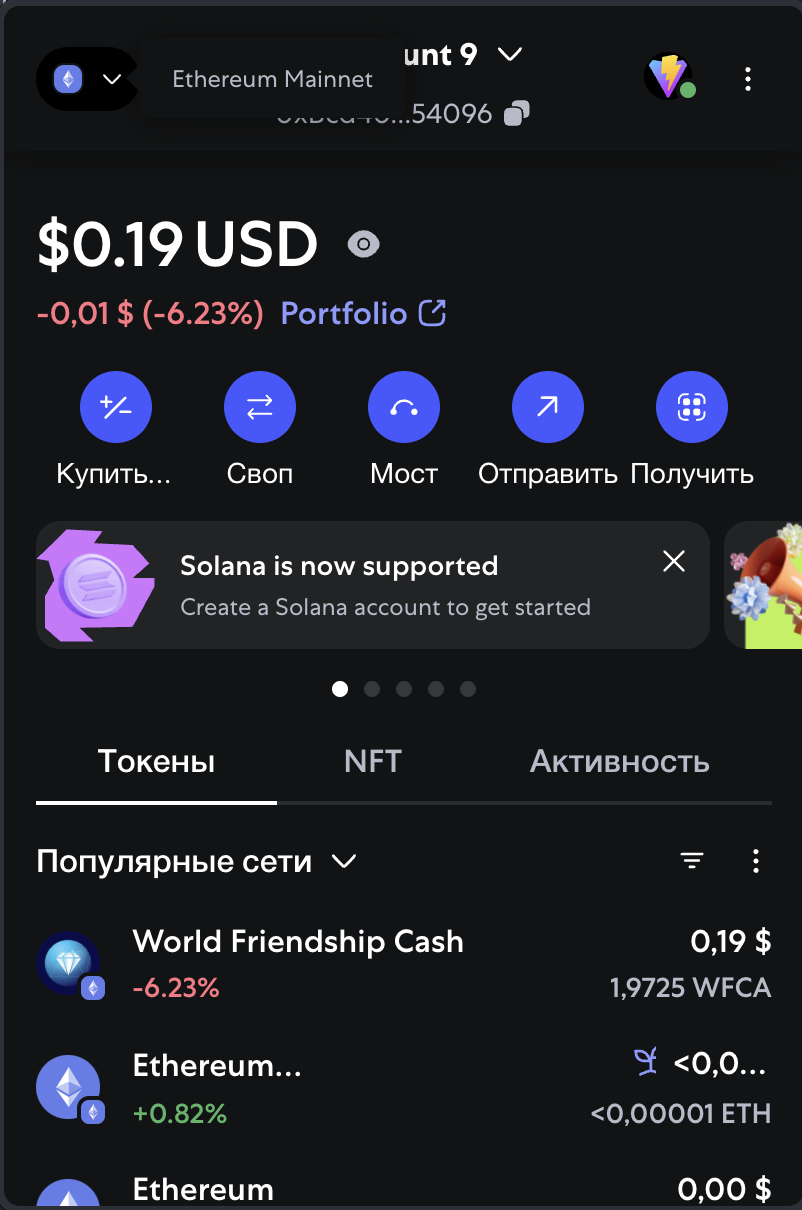 Ethereum Mainnet
unt 9
54096
$0.19 USD
-0,01 $ (-6.23%) Portfolio
Купить...
Своп
Мост
Отправить
Получить
Solana is now supported
Create a Solana account to get started
Токены
NFT
Активность
Популярные сети
World Friendship Cash
0,19 $
-6.23%
1,9725 WFCA
Ethereum...
<0,0...
+0.82%
<0,00001 ETH
Ethereum
0,00 $